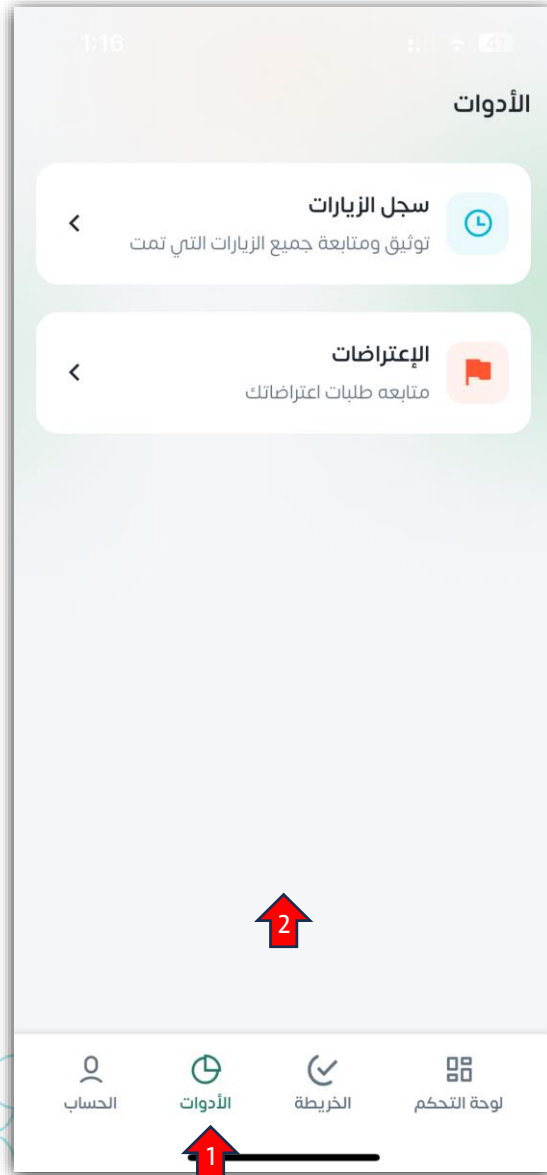 1:16
الأدوات
سجل الزيارات
توثيق ومتابعة جميع الزيارات التي تمت
الإعتراضات
متابعه طلبات اعتراضاتك
2
لوحة التحكم
الخريطة
الأدوات
الحساب
1